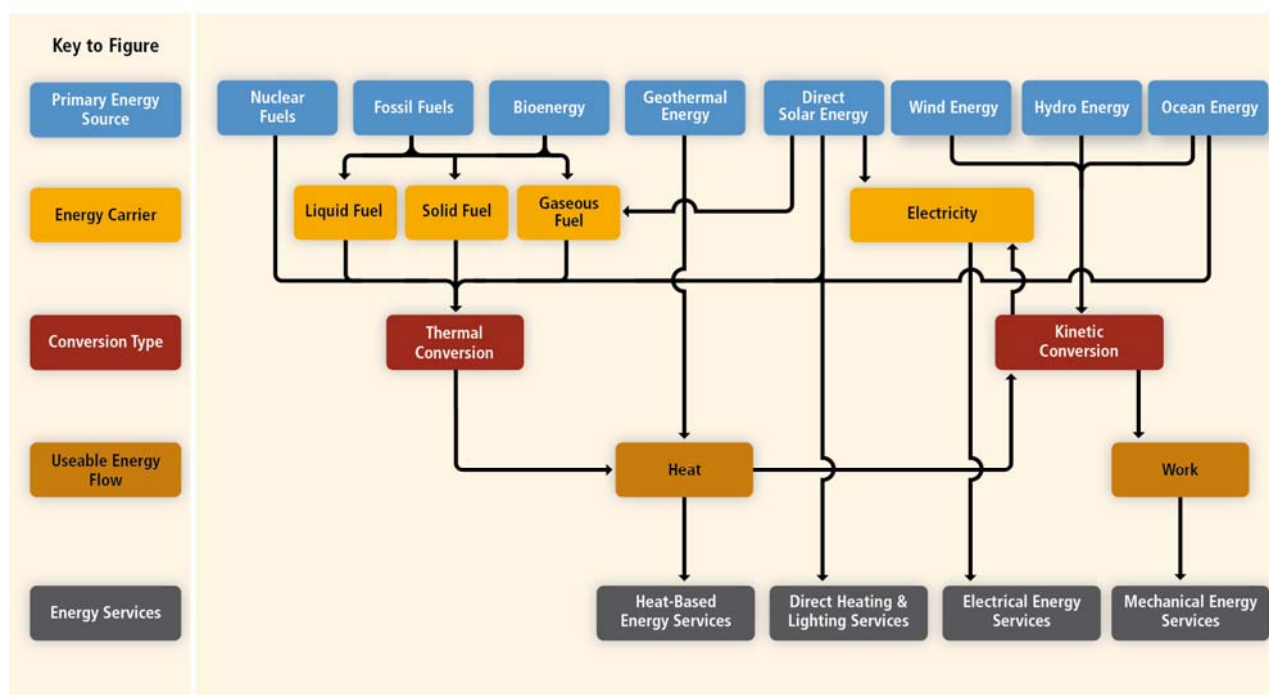 Key to Figure
Primary Energy
Source
Nuclear
Fuels
Fossil Fuels
Bioenergy
Geothermal
Energy
Direct
Solar Energy
Wind Energy
Hydro Energy
Ocean Energy
Energy Carrier
Liquid Fuel
Solid Fuel
Gaseous
Fuel
Electricity
Conversion Type
Thermal
Conversion
Kinetic
Conversion
Useable Energy
Flow
Heat
Work
Energy Services
Heat-Based
Energy Services
Direct Heating &
Lighting Services
Electrical Energy
Services
Mechanical Energy
Services